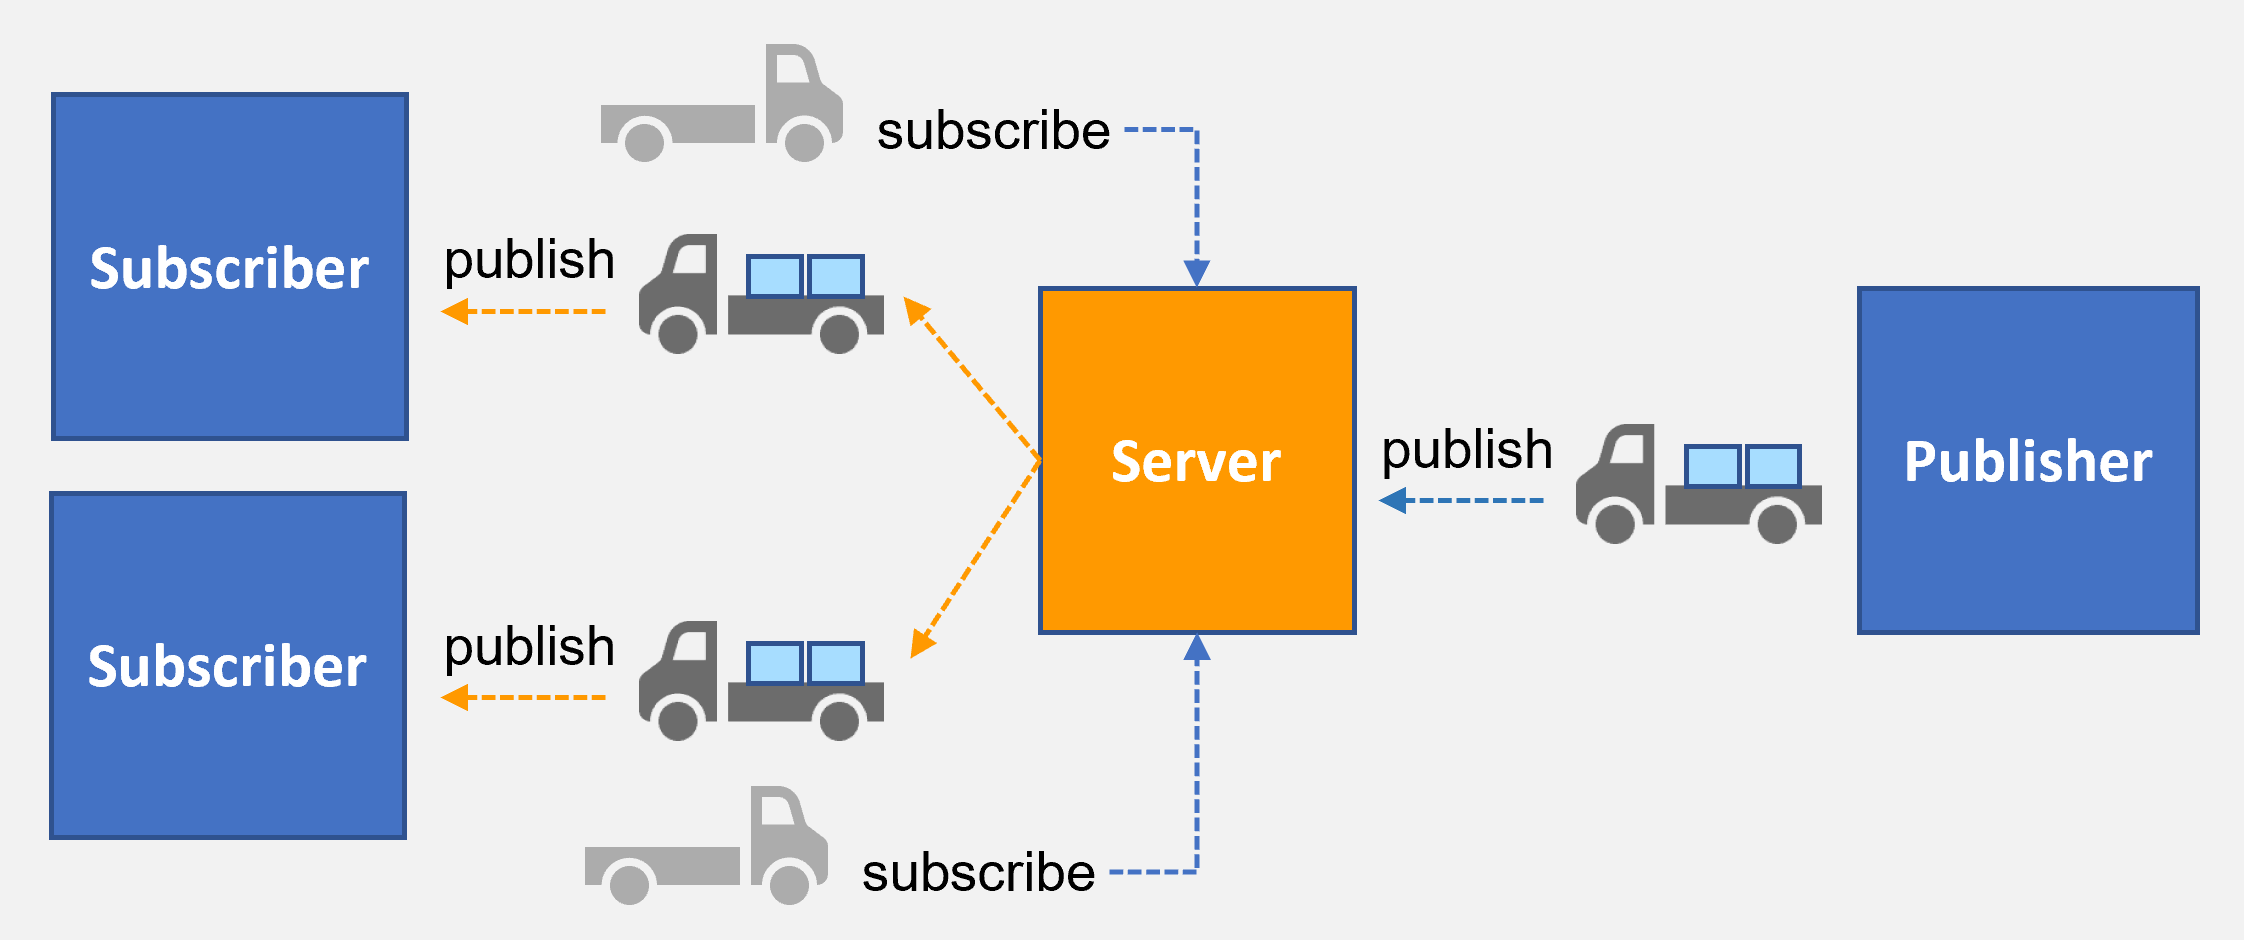 subscribe
Subscriber
publish
Server
publish
Publisher
Subscriber
publish
subscribe